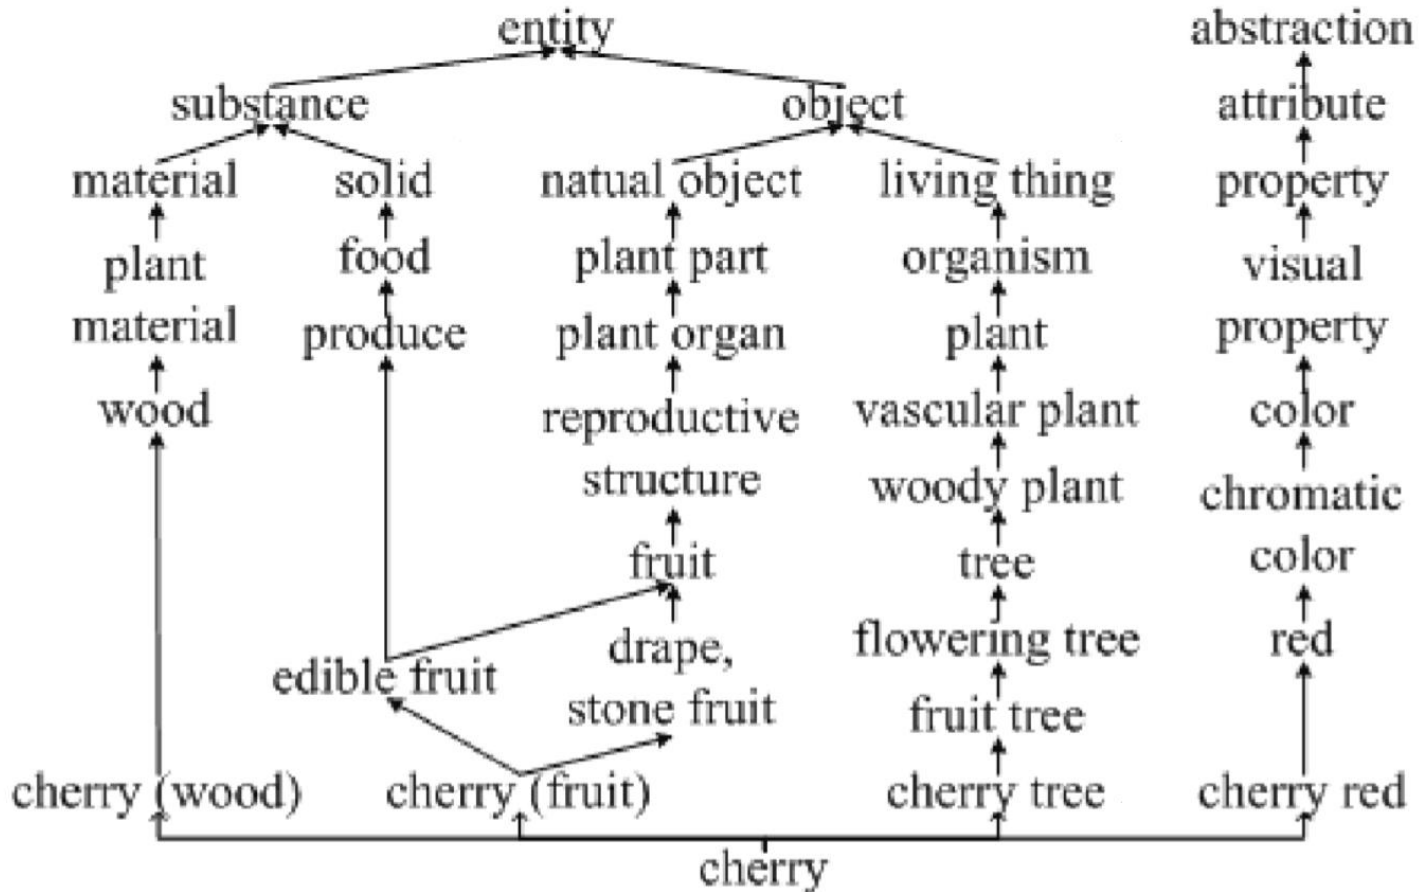 entity
abstraction
substance
object
attribute
material
solid
natual object
living thing
property
plant
material
food
plant part
organism
visual
property
produce
plant organ
plant
wood
reproductive
structure
vascular plant
color
woody plant
chromatic
color
fruit
tree
edible fruit
drape,
stone fruit
flowering tree
red
fruit tree
cherry (wood)
cherry (fruit)
cherry tree
cherry red
cherry